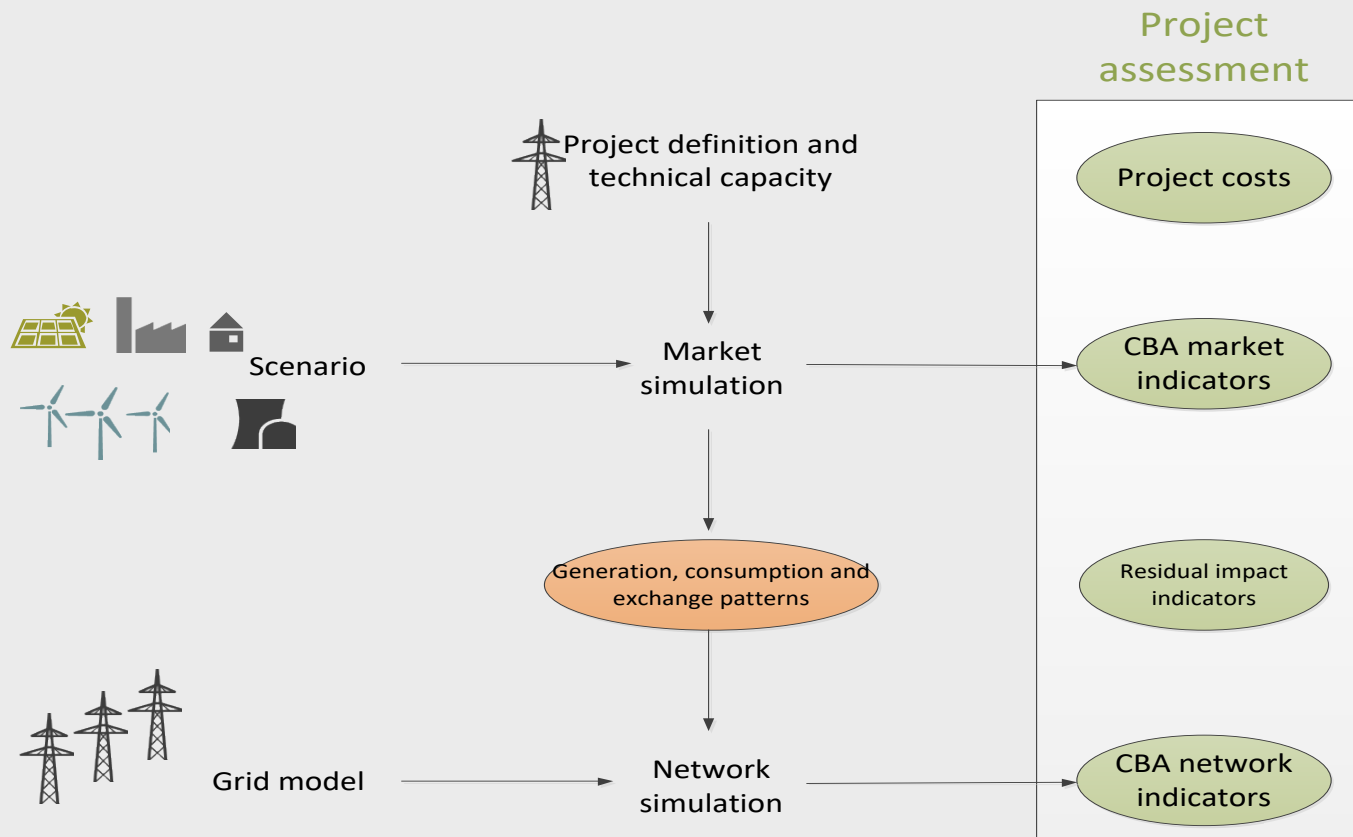 Project
assessment
Project definition and
technical capacity
Project costs
Scenario
Market
simulation
CBA market
indicators
Generation, consumption and
exchange patterns
Residual impact
indicators
Grid model
Network
simulation
CBA network
indicators